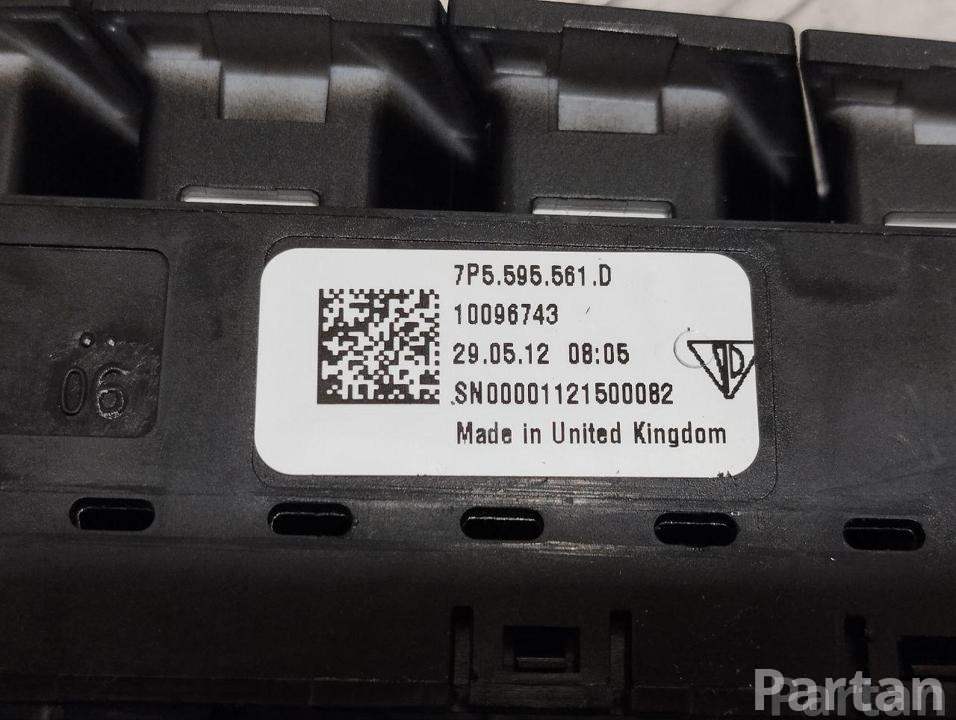 7P5.595.561.D
10096743
29.05.12 08:05
SN00001121500082
Made in United Kingdom
06
Partan